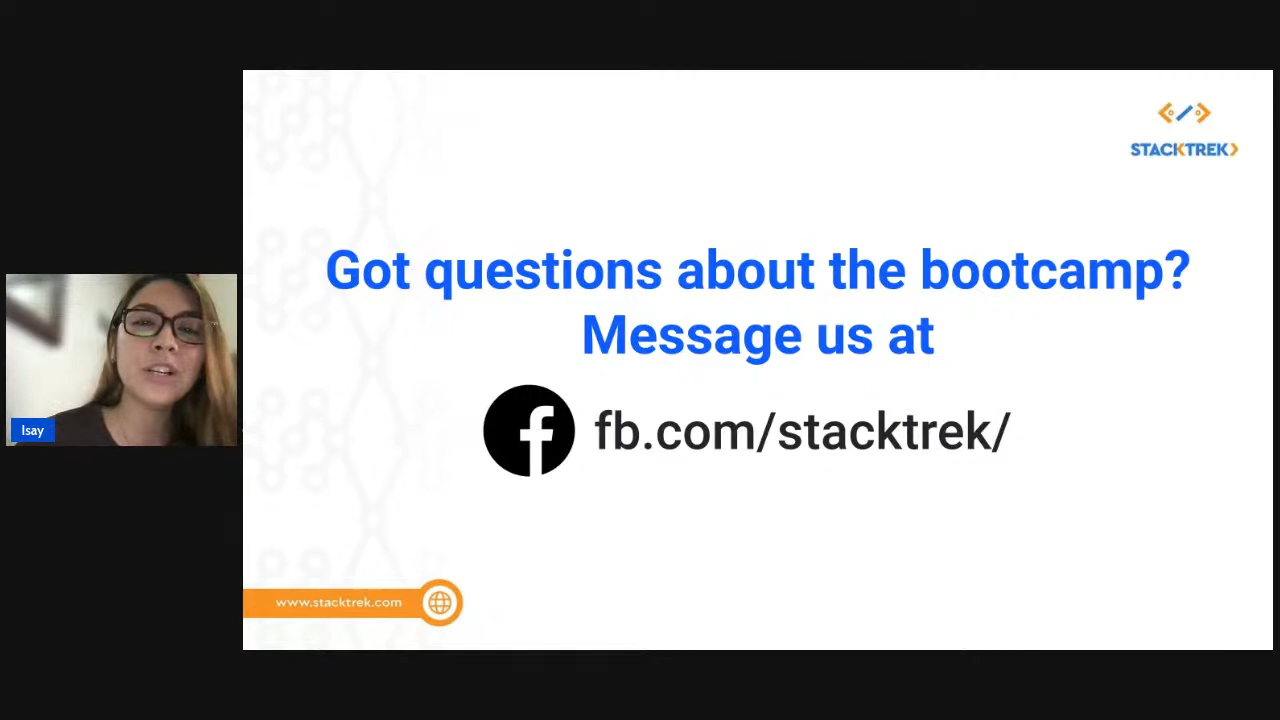 STACKTREK
Got questions about the bootcamp?
Message us at
fb.com/stacktrek/
Isay
www.stacktrek.com